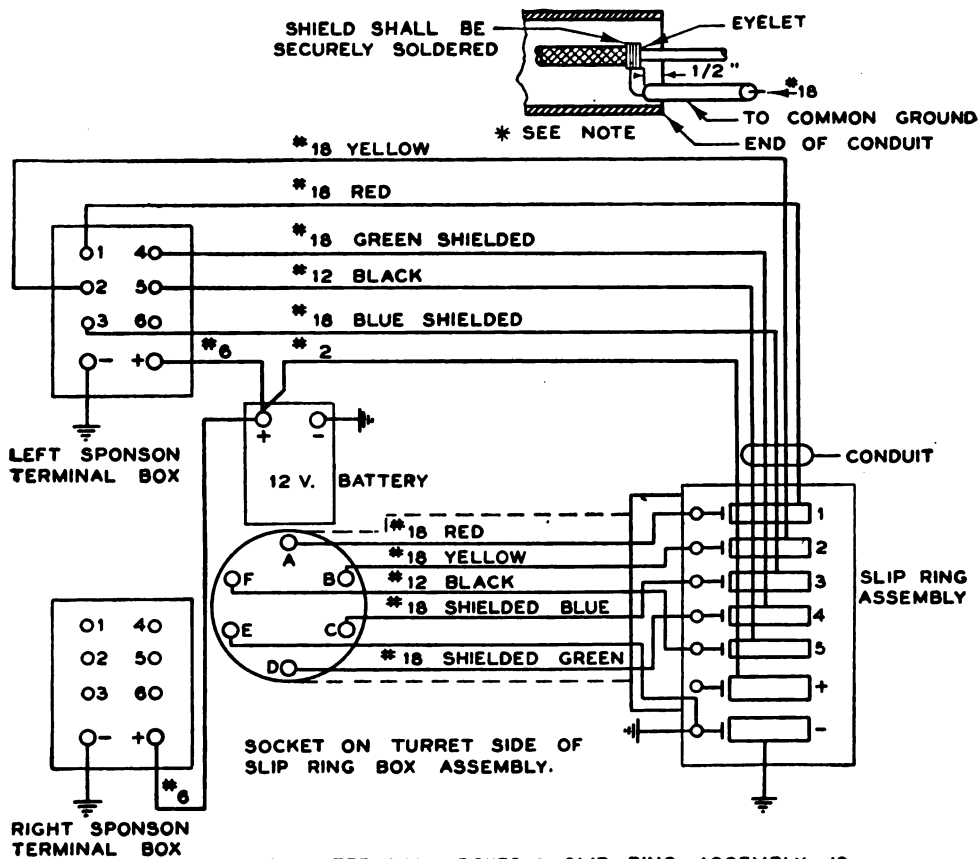 SHIELD SHALL BE
SECURELY SOLDERED
EYELET
1/2"
#18
TO COMMON GROUND
* SEE NOTE
END OF CONDUIT
#18 YELLOW
#18 RED
#18 GREEN SHIELDED
#12 BLACK
#18 BLUE SHIELDED
#6
#2
1 4
2 5
3 6
- +
LEFT SPONSON
TERMINAL BOX
+ -
12 V. BATTERY
CONDUIT
#18 RED
#18 YELLOW
#12 BLACK
#18 SHIELDED BLUE
#18 SHIELDED GREEN
A
F B
E C
D
1
2
3
4
5
+
-
SLIP RING
ASSEMBLY
1 4
2 5
3 6
- +
#6
SOCKET ON TURRET SIDE OF
SLIP RING BOX ASSEMBLY.
RIGHT SPONSON
TERMINAL BOX